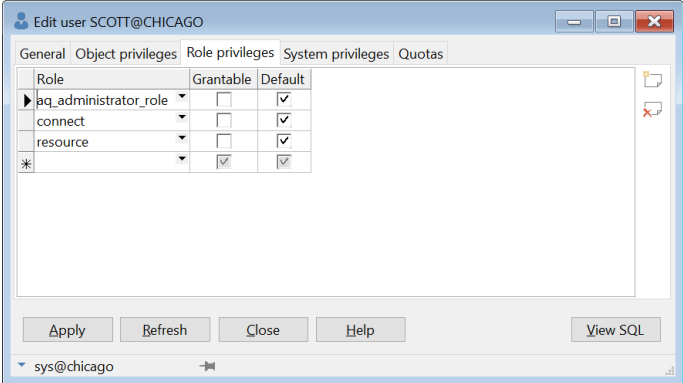 Edit user SCOTT@CHICAGO
General Object privileges Role privileges System privileges Quotas
Role Grantable Default
aq_administrator_role
connect
resource
Apply Refresh Close Help View SQL
sys@chicago